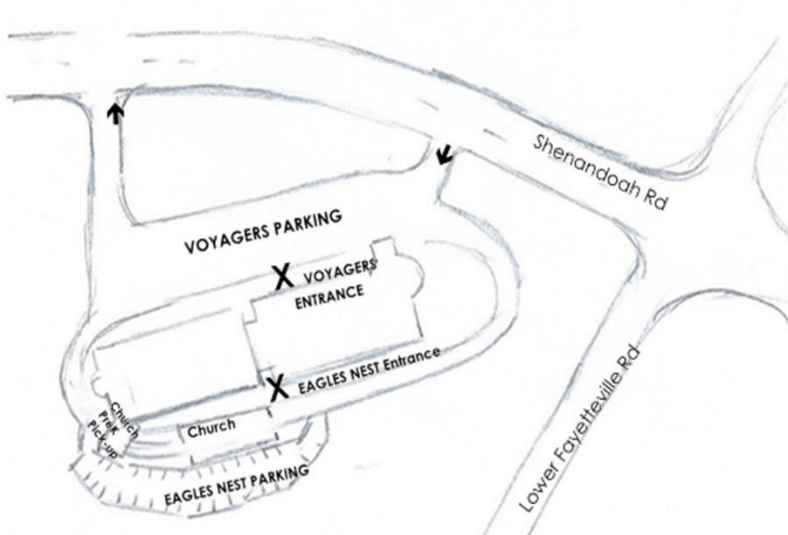 Shenandoah Rd
VOYAGERS PARKING
X VOYAGERS
ENTRANCE
X EAGLES NEST Entrance
Lower Fayetteville Rd
Church
PreK
Pick-up
Church
EAGLES NEST PARKING